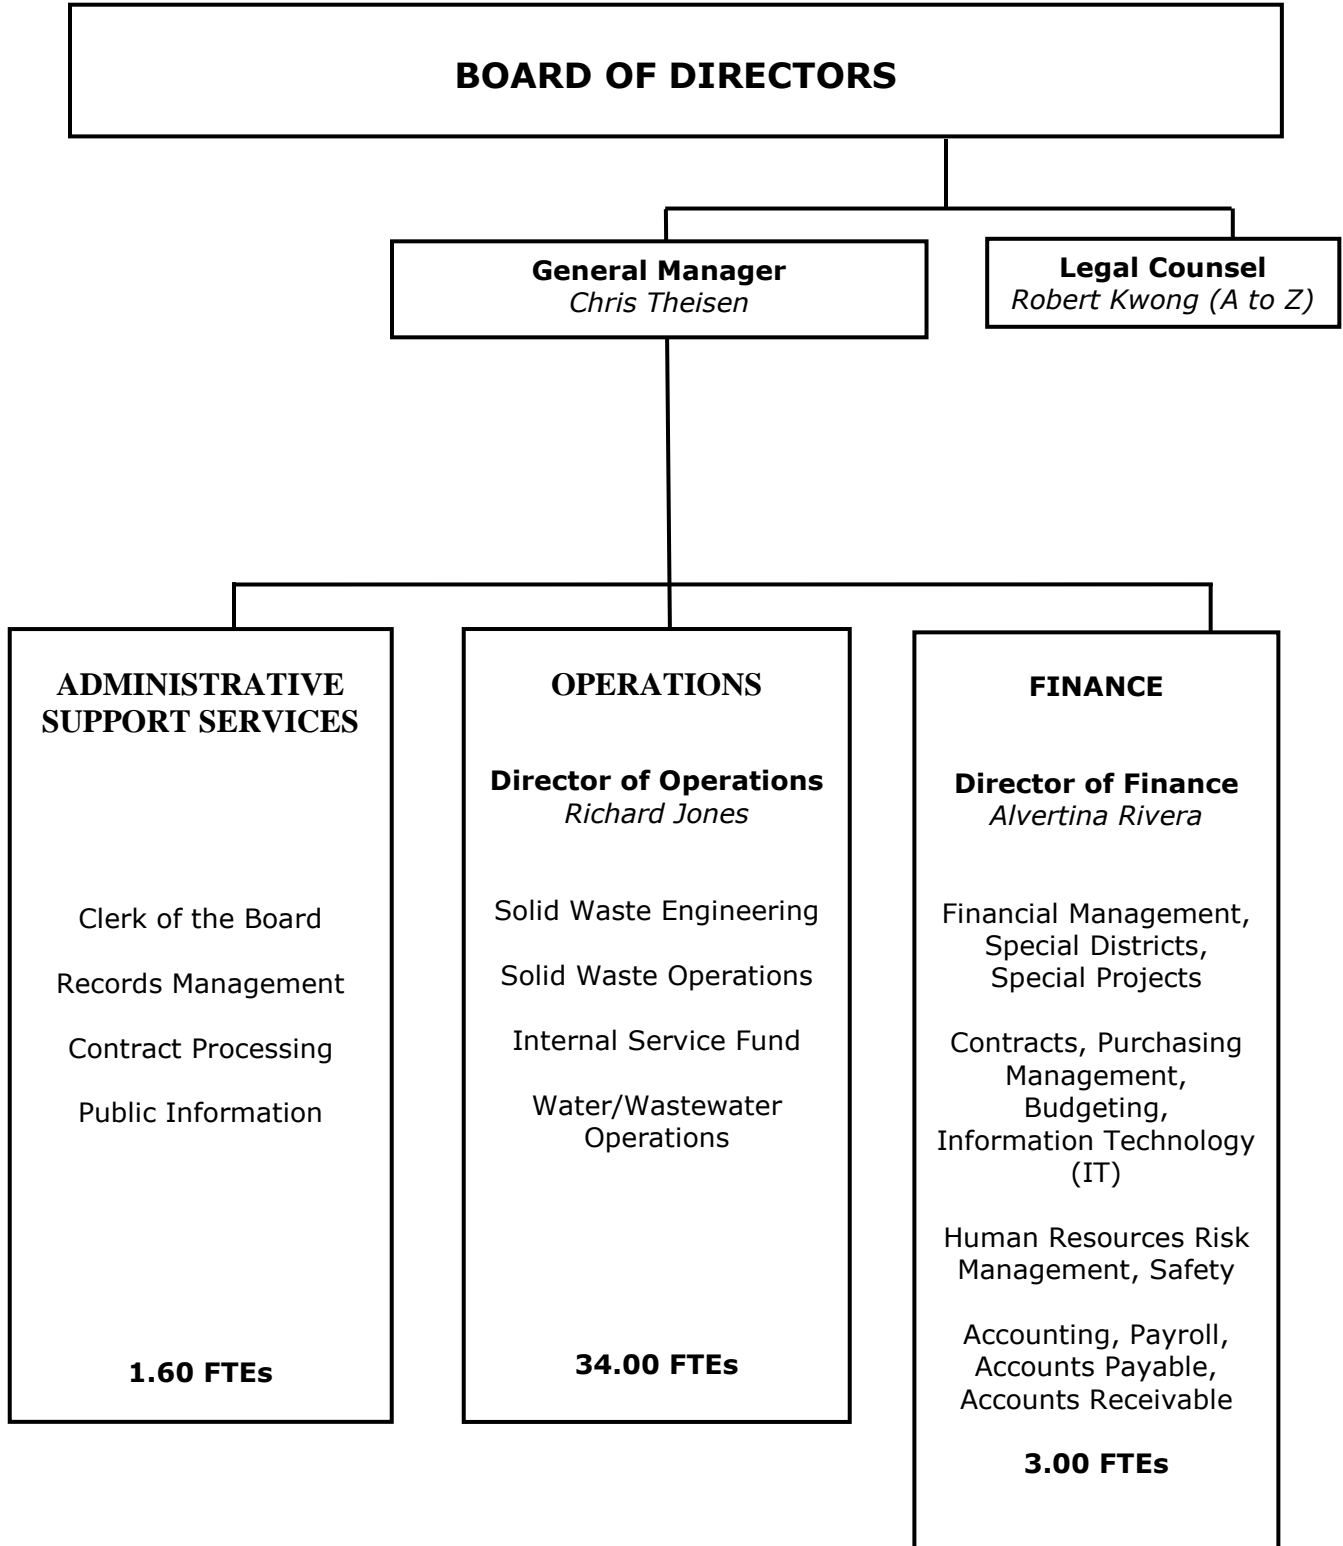 BOARD OF DIRECTORS
General Manager
Chris Theisen
Legal Counsel
Robert Kwong (A to Z)
ADMINISTRATIVE
SUPPORT SERVICES
Clerk of the Board
Records Management
Contract Processing
Public Information
1.60 FTEs
OPERATIONS
Director of Operations
Richard Jones
Solid Waste Engineering
Solid Waste Operations
Internal Service Fund
Water/Wastewater
Operations
34.00 FTEs
FINANCE
Director of Finance
Alvertina Rivera
Financial Management,
Special Districts,
Special Projects
Contracts, Purchasing
Management,
Budgeting,
Information Technology
(IT)
Human Resources Risk
Management, Safety
Accounting, Payroll,
Accounts Payable,
Accounts Receivable
3.00 FTEs